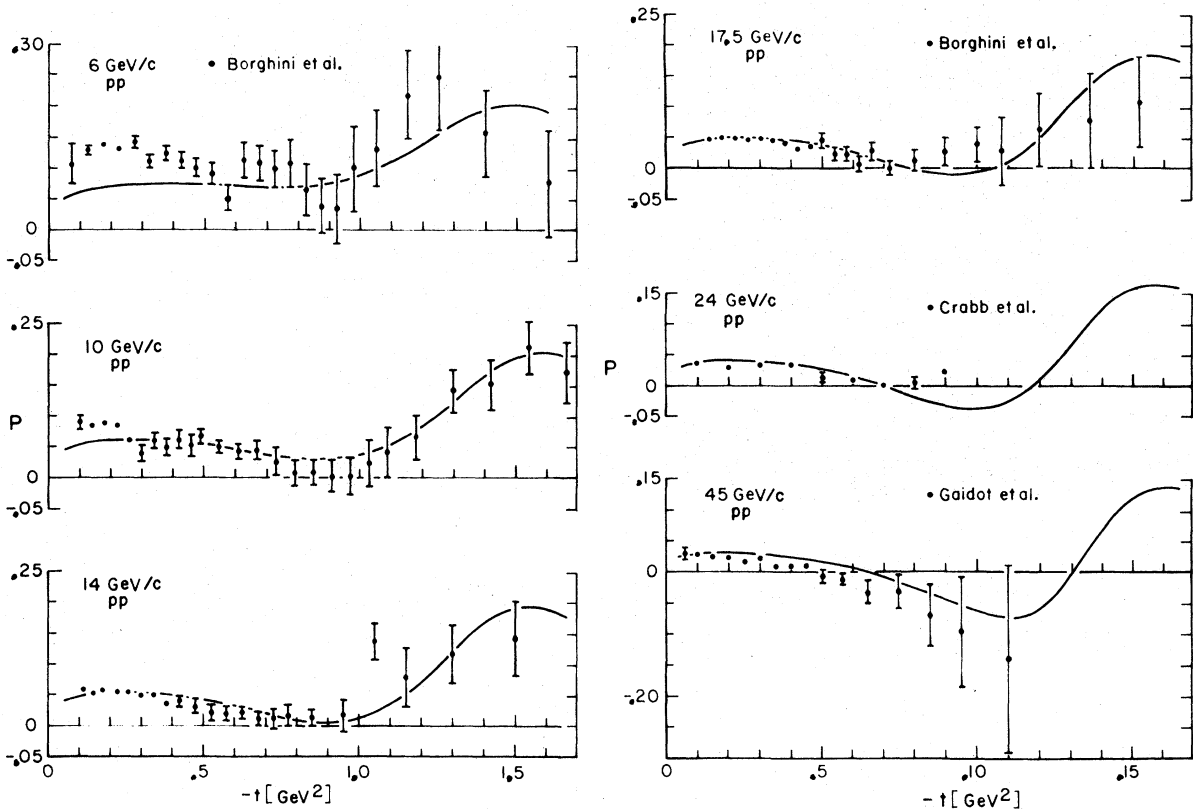 .30
6 GeV/c
pp
• Borghini et al.
0
-.05
.25
10 GeV/c
pp
P
0
-.05
.25
14 GeV/c
pp
0
-.05
0
.5
1.0
1.5
-t [GeV²]
.25
17.5 GeV/c
pp
• Borghini et al.
0
-.05
.15
24 GeV/c
pp
• Crabb et al.
P
0
-.05
.15
45 GeV/c
pp
• Gaidot et al.
0
-.20
0
.5
.10
.15
-t [GeV²]